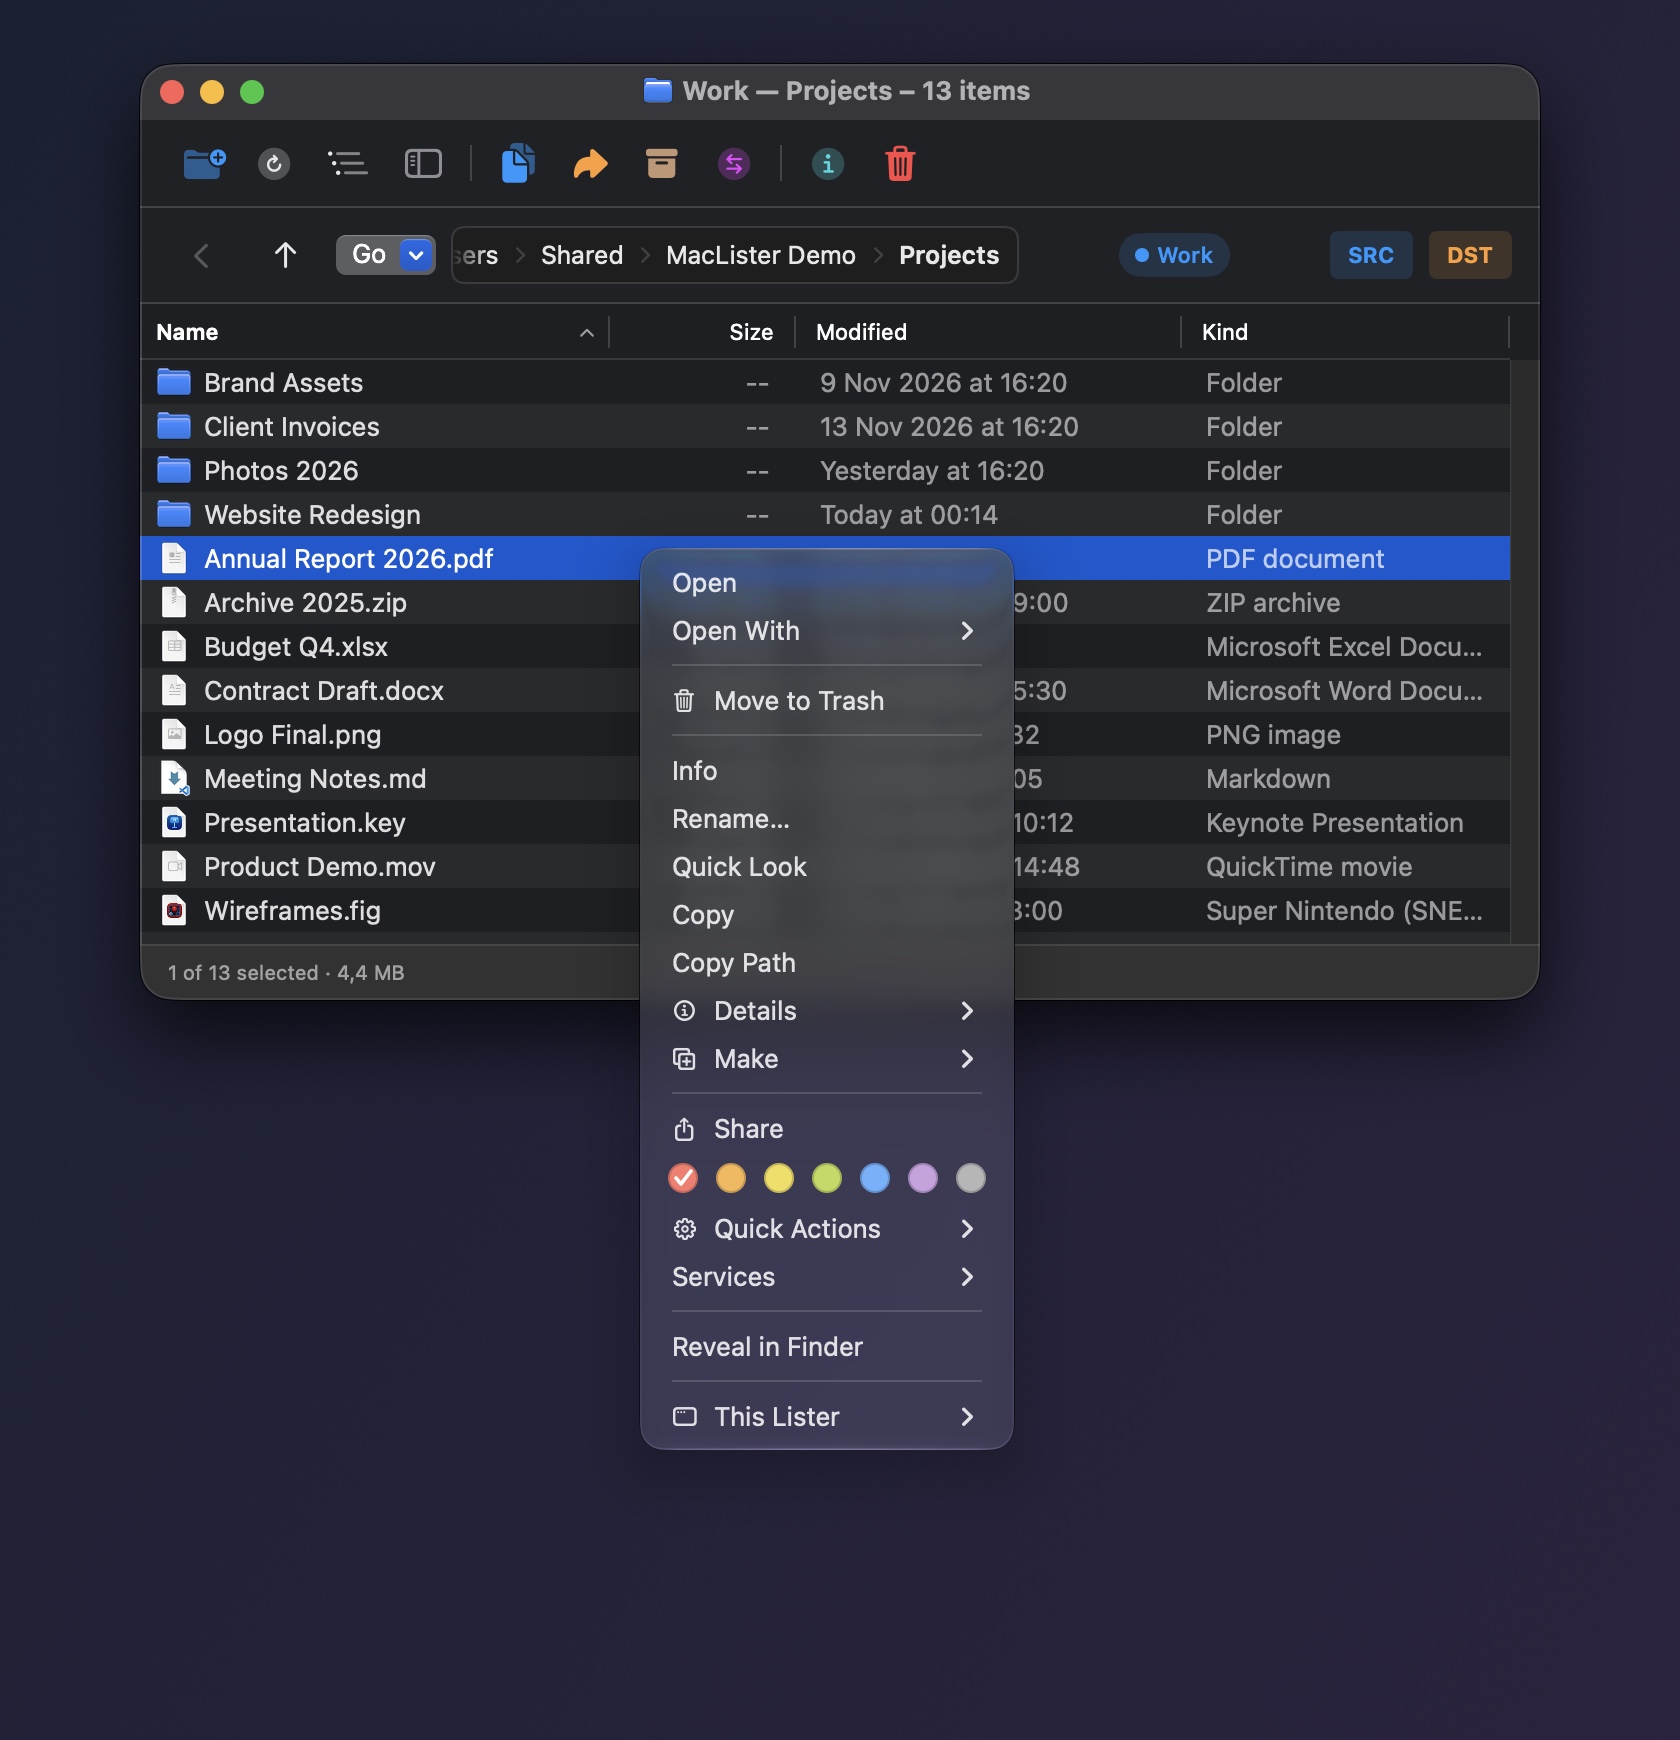 Work — Projects – 13 items
Go
Shared
MacLister Demo
Projects
Work
SRC
DST
Name Size Modified Kind
Brand Assets -- 9 Nov 2026 at 16:20 Folder
Client Invoices -- 13 Nov 2026 at 16:20 Folder
Photos 2026 -- Yesterday at 16:20 Folder
Website Redesign -- Today at 00:14 Folder
Annual Report 2026.pdf PDF document
Archive 2025.zip 9:00 ZIP archive
Budget Q4.xlsx Microsoft Excel Docu...
Contract Draft.docx 5:30 Microsoft Word Docu...
Logo Final.png PNG image
Meeting Notes.md 05 Markdown
Presentation.key 10:12 Keynote Presentation
Product Demo.mov 14:48 QuickTime movie
Wireframes.fig :00 Super Nintendo (SNE...
1 of 13 selected · 4,4 MB
Open
Open With
Move to Trash
Info
Rename...
Quick Look
Copy
Copy Path
Details
Make
Share
Quick Actions
Services
Reveal in Finder
This Lister